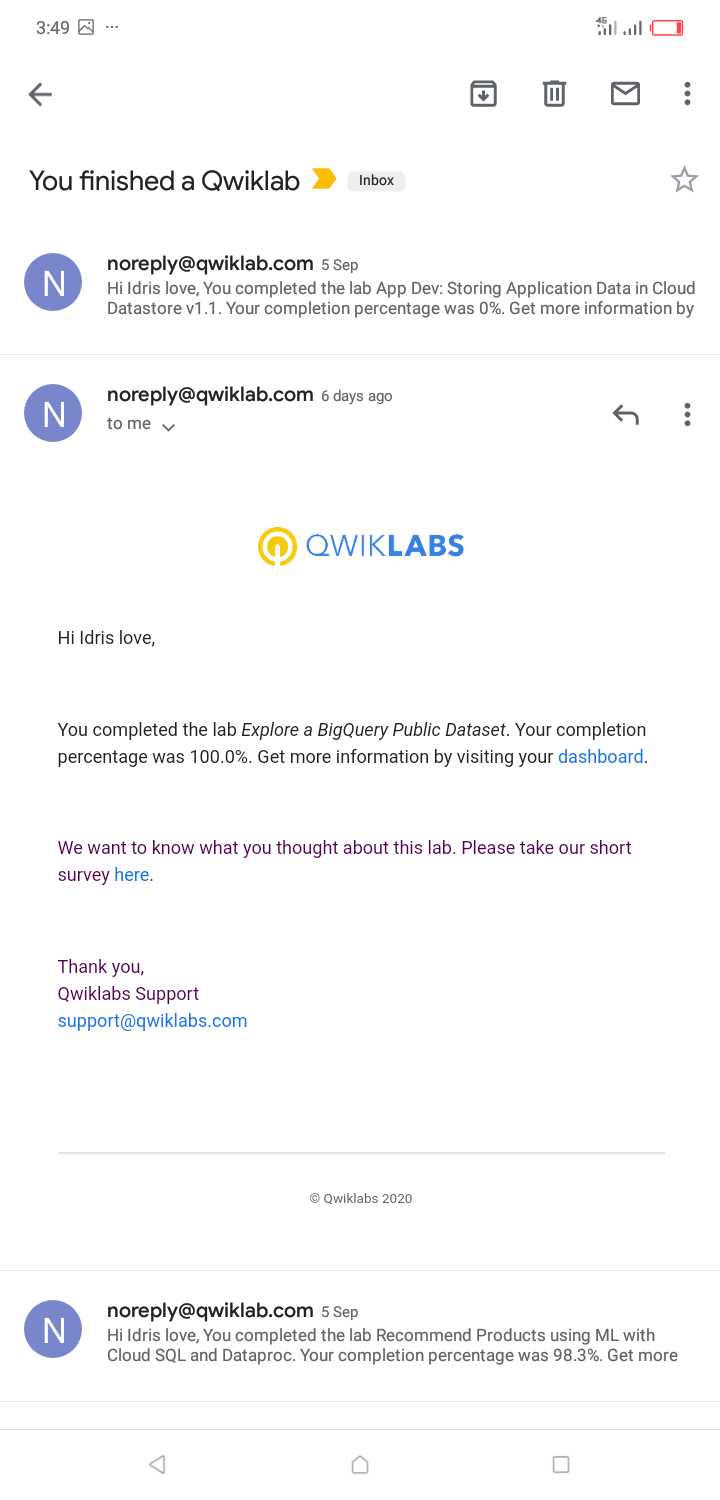 3:49 ...
4G
You finished a Qwiklab Inbox
N
noreply@qwiklab.com 5 Sep
Hi Idris love, You completed the lab App Dev: Storing Application Data in Cloud
Datastore v1.1. Your completion percentage was 0%. Get more information by
N
noreply@qwiklab.com 6 days ago
to me
QWIKLABS
Hi Idris love,
You completed the lab Explore a BigQuery Public Dataset. Your completion
percentage was 100.0%. Get more information by visiting your dashboard.
We want to know what you thought about this lab. Please take our short
survey here.
Thank you,
Qwiklabs Support
support@qwiklabs.com
© Qwiklabs 2020
N
noreply@qwiklab.com 5 Sep
Hi Idris love, You completed the lab Recommend Products using ML with
Cloud SQL and Dataproc. Your completion percentage was 98.3%. Get more